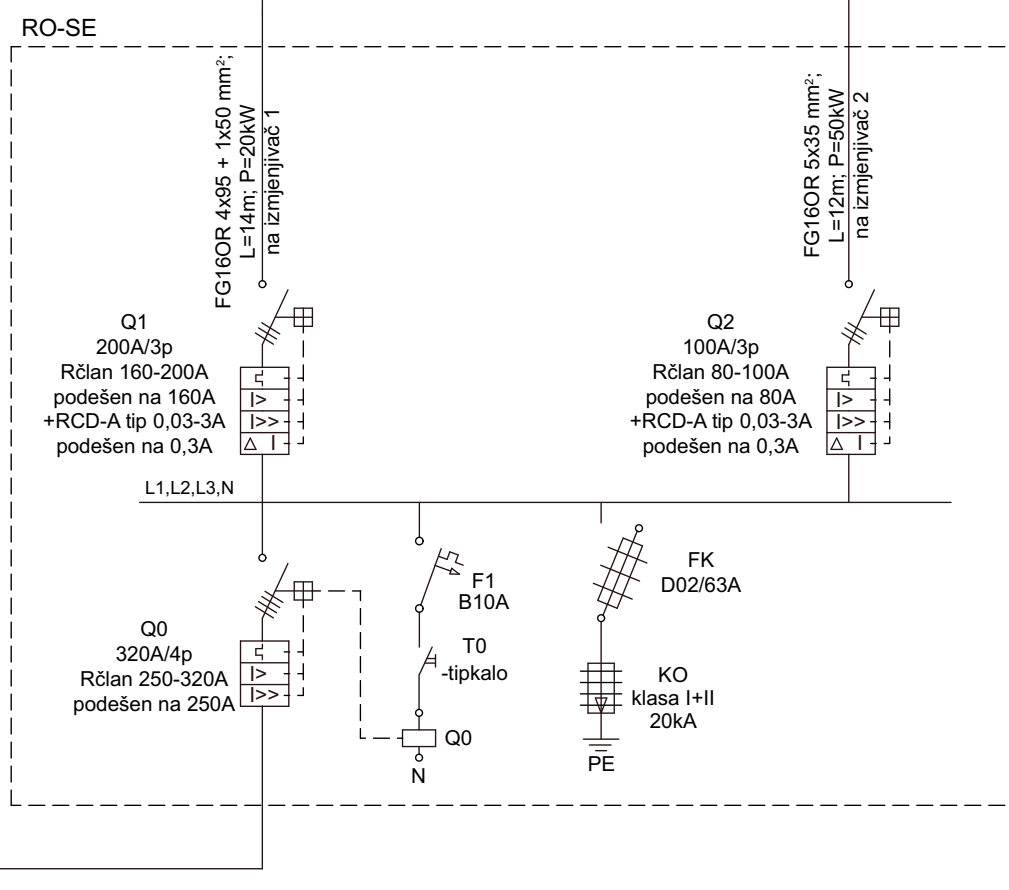 RO-SE
FG16OR 4x95 + 1x50 mm²;
L=14m; P=20kW
na izmjenjivač 1
FG16OR 5x35 mm²;
L=12m; P=50kW
na izmjenjivač 2
Q1
200A/3p
Rčlan 160-200A
podešen na 160A
+RCD-A tip 0,03-3A
podešen na 0,3A
I>
I>>
Δ I
Q2
100A/3p
Rčlan 80-100A
podešen na 80A
+RCD-A tip 0,03-3A
podešen na 0,3A
I>
I>>
Δ I
L1,L2,L3,N
Q0
320A/4p
Rčlan 250-320A
podešen na 250A
I>
I>>
F1
B10A
T0
-tipkalo
Q0
N
FK
D02/63A
KO
klasa I+II
20kA
PE